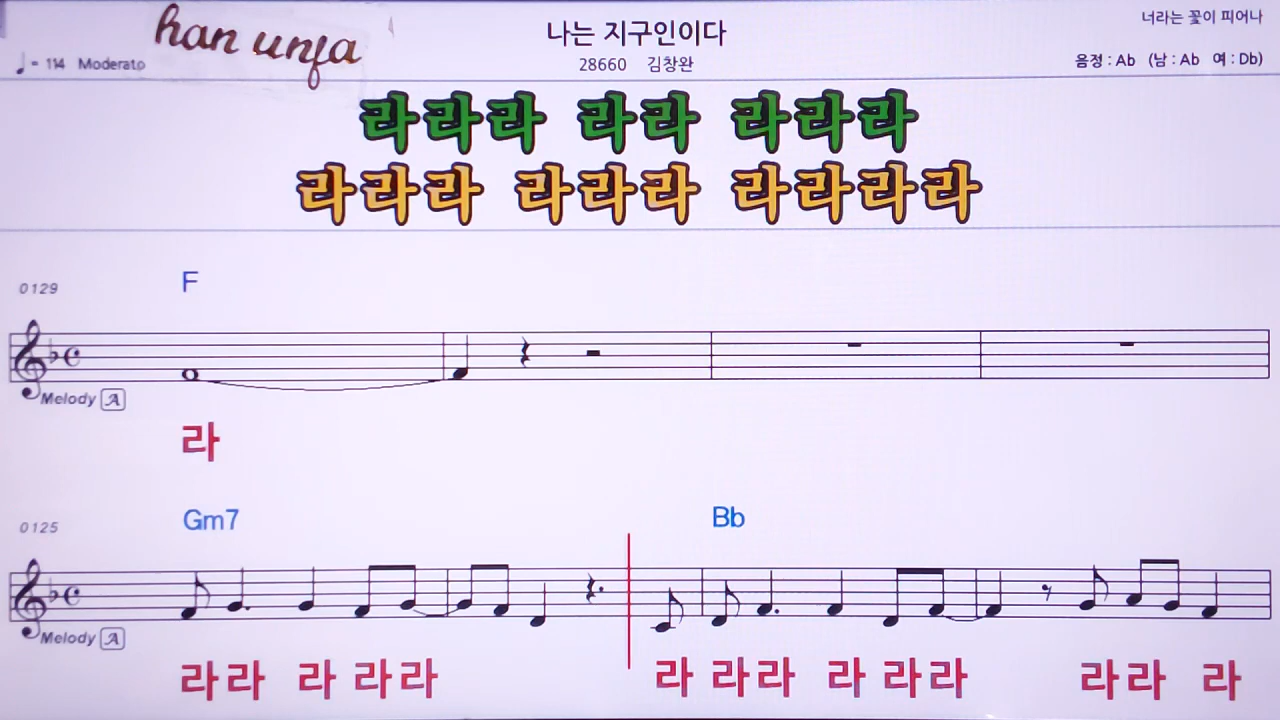 han unfa
나는 지구인이다
너라는 꽃이 피어나
♩= 114 Moderato
28660 김창완
음정 : Ab (남 : Ab 여 : Db)
라라라 라라 라라라
라라라 라라라 라라라라
0129
F
Melody A
라
0125
Gm7 Bb
Melody A
라라 라 라라 라 라라 라 라라 라라 라